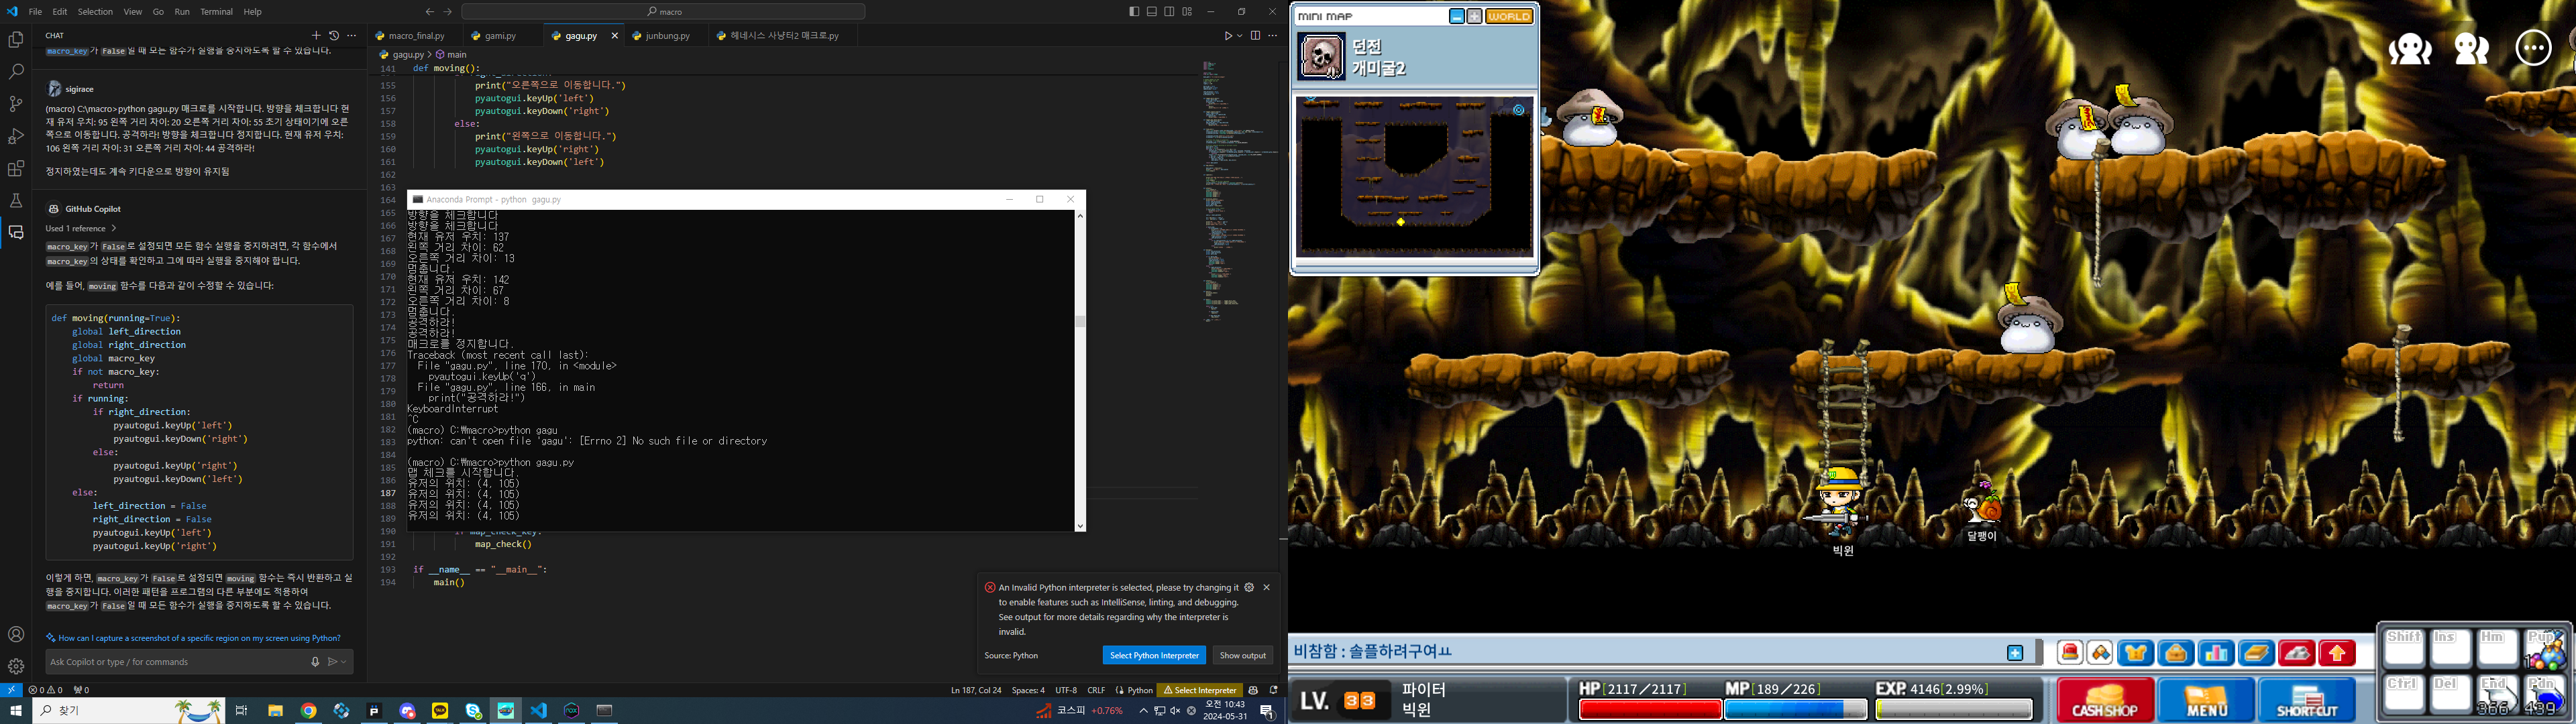 File Edit Selection View Go Run Terminal Help
macro
CHAT
macro_key가 False일 때 모든 함수가 실행을 중지하도록 할 수 있습니다.
sigirace
(macro) C:\macro>python gagu.py 매크로를 시작합니다. 방향을 체크합니다 현
재 유저 우치: 95 왼쪽 거리 차이: 20 오른쪽 거리 차이: 55 초기 상태이기에 오른
쪽으로 이동합니다. 공격하라! 방향을 체크합니다 정지합니다. 현재 유저 우치:
106 왼쪽 거리 차이: 31 오른쪽 거리 차이: 44 공격하라!
정지하였는데도 계속 키다운으로 방향이 유지됨
GitHub Copilot
Used 1 reference
macro_key가 False로 설정되면 모든 함수 실행을 중지하려면, 각 함수에서
macro_key의 상태를 확인하고 그에 따라 실행을 중지해야 합니다.
예를 들어, moving 함수를 다음과 같이 수정할 수 있습니다:
def moving(running=True):
global left_direction
global right_direction
global macro_key
if not macro_key:
return
if running:
if right_direction:
pyautogui.keyUp('left')
pyautogui.keyDown('right')
else:
pyautogui.keyUp('right')
pyautogui.keyDown('left')
else:
left_direction = False
right_direction = False
pyautogui.keyUp('left')
pyautogui.keyUp('right')
이렇게 하면, macro_key가 False로 설정되면 moving 함수는 즉시 반환하고 실
행을 중지합니다. 이러한 패턴을 프로그램의 다른 부분에도 적용하여
macro_key가 False일 때 모든 함수가 실행을 중지하도록 할 수 있습니다.
How can I capture a screenshot of a specific region on my screen using Python?
Ask Copilot or type / for commands
macro_final.py gami.py gagu.py junbung.py 헤네시스 사냥터2 매크로.py
gagu.py > main
141 def moving():
155 print("오른쪽으로 이동합니다.")
156 pyautogui.keyUp('left')
157 pyautogui.keyDown('right')
158 else:
159 print("왼쪽으로 이동합니다.")
160 pyautogui.keyUp('right')
161 pyautogui.keyDown('left')
162
163
164
165
166
167
168
169
170
171
172
173
174
175
176
177
178
179
180
181
182
183
184
185
186
187
188
189
190 if map_check_key:
191 map_check()
192
193 if __name__ == "__main__":
194 main()
Anaconda Prompt - python gagu.py
방향을 체크합니다
방향을 체크합니다
현재 유저 우치: 137
왼쪽 거리 차이: 62
오른쪽 거리 차이: 13
멈춥니다.
현재 유저 우치: 142
왼쪽 거리 차이: 67
오른쪽 거리 차이: 8
멈춥니다.
공격하라!
공격하라!
매크로를 정지합니다.
Traceback (most recent call last):
File "gagu.py", line 170, in <module>
pyautogui.keyUp('q')
File "gagu.py", line 166, in main
print("공격하라!")
KeyboardInterrupt
^C
(macro) C:\macro>python gagu
python: can't open file 'gagu': [Errno 2] No such file or directory
(macro) C:\macro>python gagu.py
맵 체크를 시작합니다.
유저의 위치: (4, 105)
유저의 위치: (4, 105)
유저의 위치: (4, 105)
유저의 위치: (4, 105)
An Invalid Python interpreter is selected, please try changing it
to enable features such as IntelliSense, linting, and debugging.
See output for more details regarding why the interpreter is
invalid.
Source: Python
Select Python Interpreter
Show output
0 0 0
Ln 187, Col 24 Spaces: 4 UTF-8 CRLF Python Select Interpreter
찾기
TALK
코스피 +0.76%
오전 10:43
2024-05-31
MINI MAP
WORLD
던전
개미굴2
빅윈
달팽이
비참함 : 솔플하려구여ㅛ
LV. 33
파이터
빅윈
HP[2117/2117] MP[189/226] EXP. 4146[2.99%]
CASH SHOP
MENU
SHORT-CUT
Shift Ins Hm Pup
Ctrl Del End Pdn
366 439